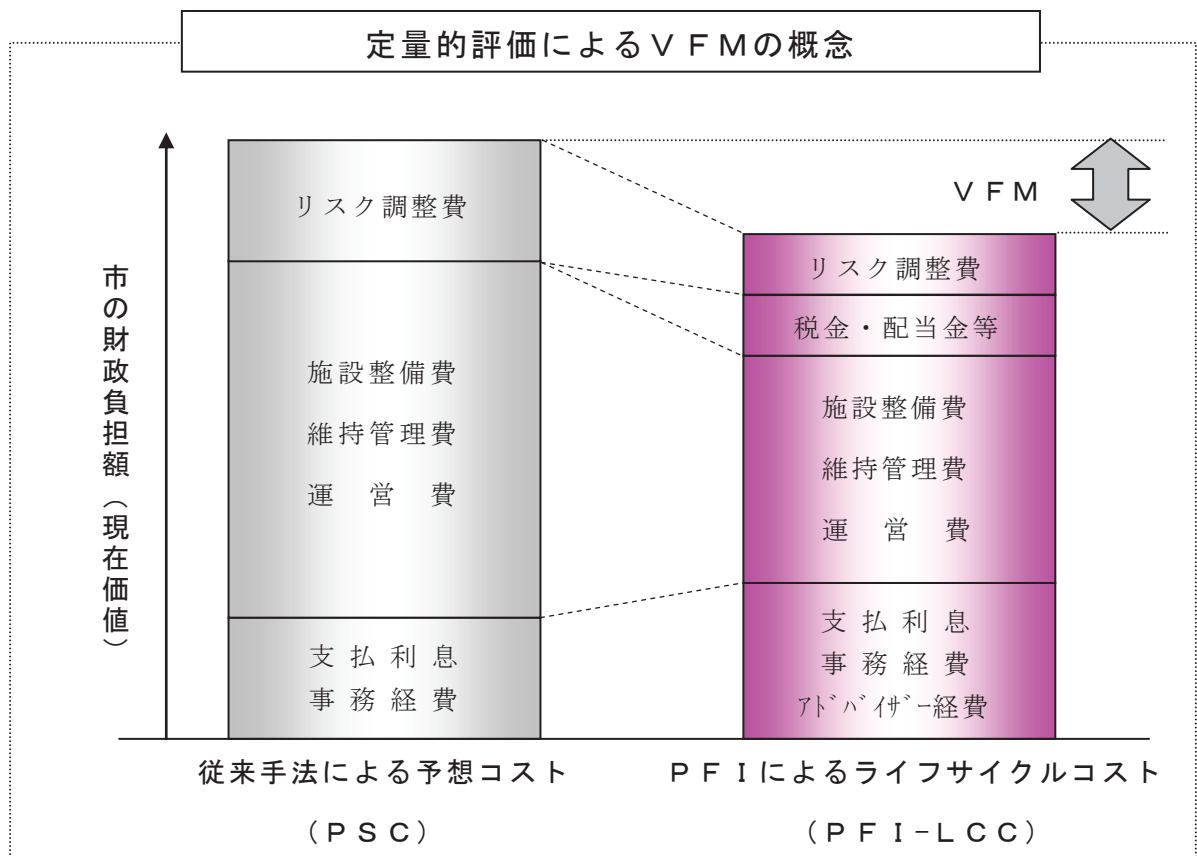 定量的評価によるＶＦＭの概念
ＶＦＭ
市の財政負担額（現在価値）
リスク調整費
施設整備費
維持管理費
運　営　費
支 払 利 息
事 務 経 費
リスク調整費
税金・配当金等
施設整備費
維持管理費
運　営　費
支 払 利 息
事 務 経 費
ｱﾄﾞﾊﾞｲｻﾞｰ経費
従来手法による予想コスト
（ＰＳＣ）
ＰＦＩによるライフサイクルコスト
（ＰＦＩ－ＬＣＣ）